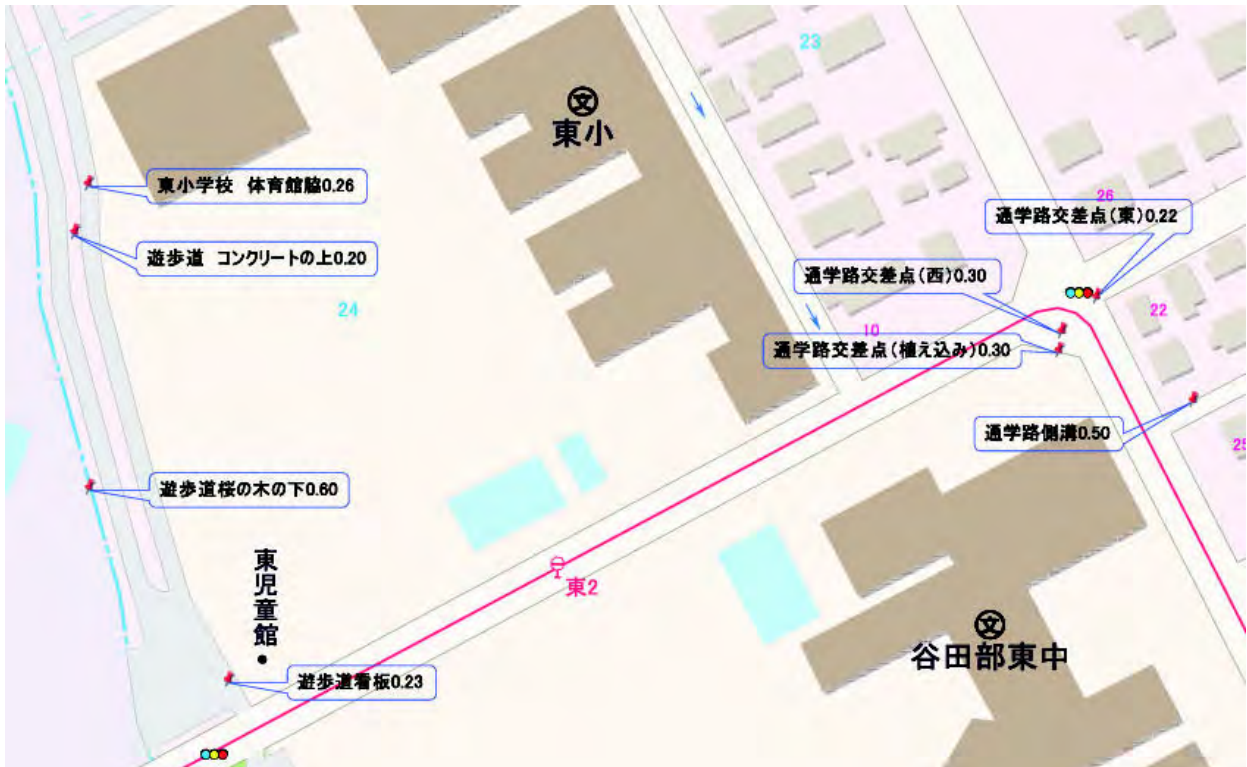 23
東小
東小学校 体育館脇0.26
26
通学路交差点(東)0.22
遊歩道 コンクリートの上0.20
通学路交差点(西)0.30
24
22
10
通学路交差点(植え込み)0.30
通学路側溝0.50
25
遊歩道桜の木の下0.60
東児童館
東2
谷田部東中
遊歩道看板0.23